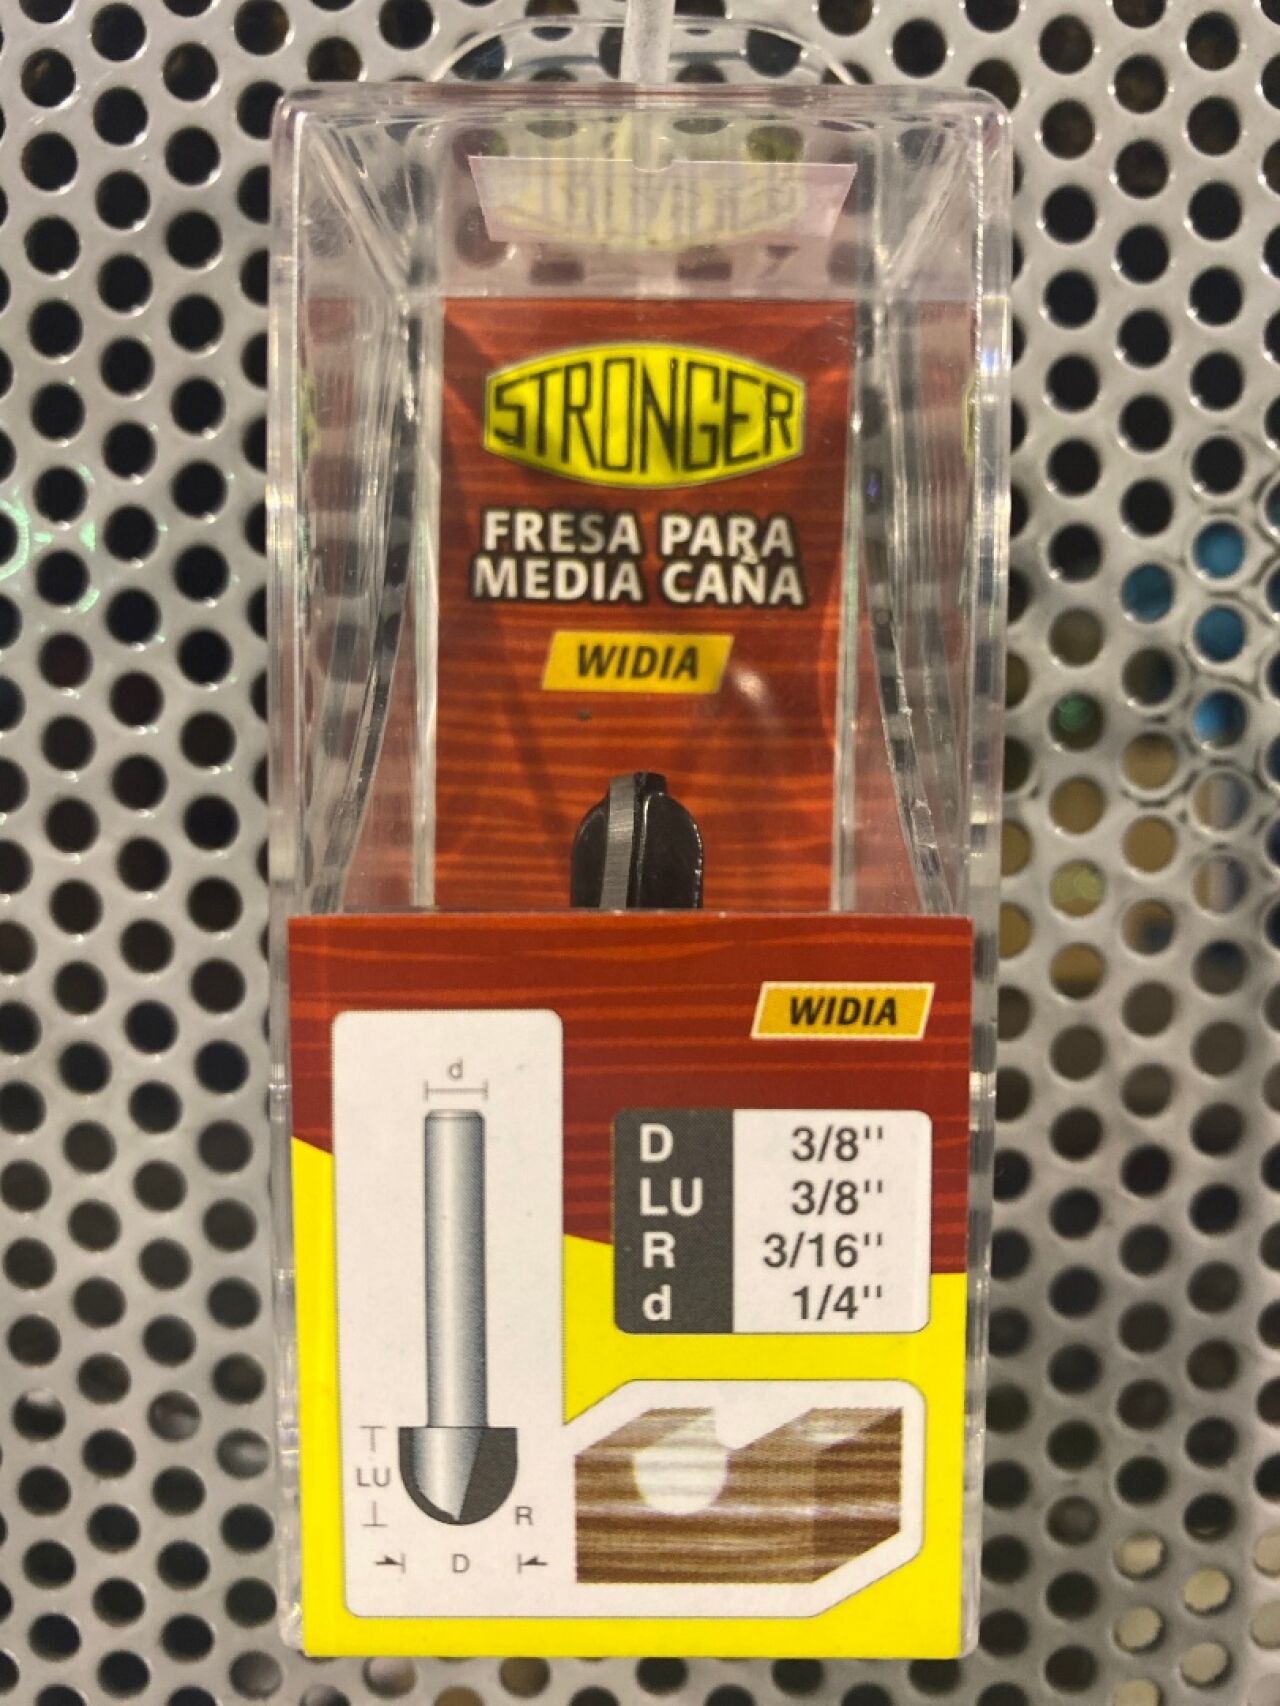 STRONGER
FRESA PARA
MEDIA CAÑA
WIDIA
WIDIA
d
D 3/8''
LU 3/8''
R 3/16''
d 1/4''
LU
R
D